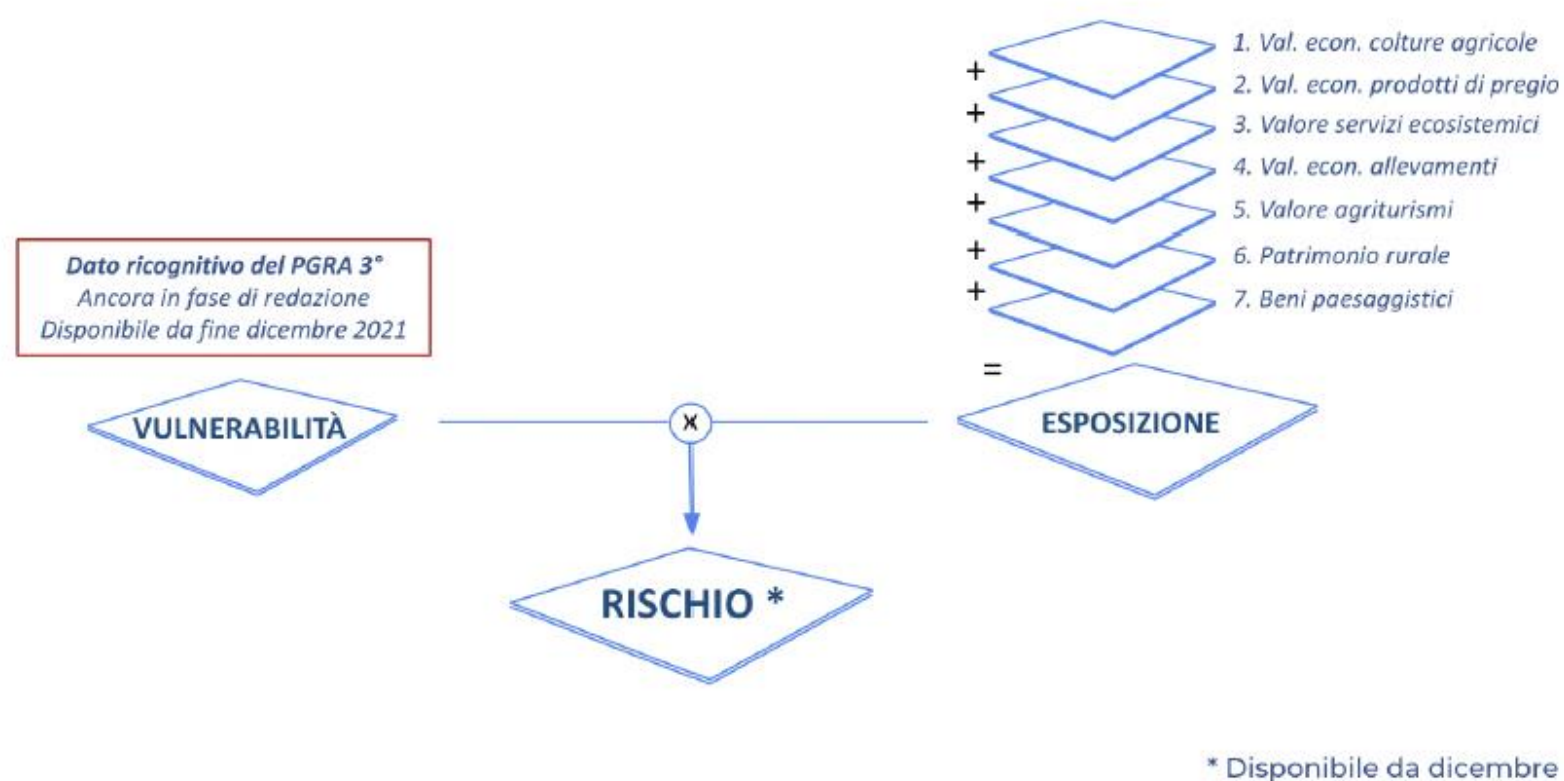 1. Val. econ. colture agricole
+
2. Val. econ. prodotti di pregio
+
3. Valore servizi ecosistemici
+
4. Val. econ. allevamenti
+
5. Valore agriturismi
+
6. Patrimonio rurale
+
7. Beni paesaggistici
=
Dato ricognitivo del PGRA 3°
Ancora in fase di redazione
Disponibile da fine dicembre 2021
VULNERABILITÀ
x
ESPOSIZIONE
RISCHIO *
* Disponibile da dicembre